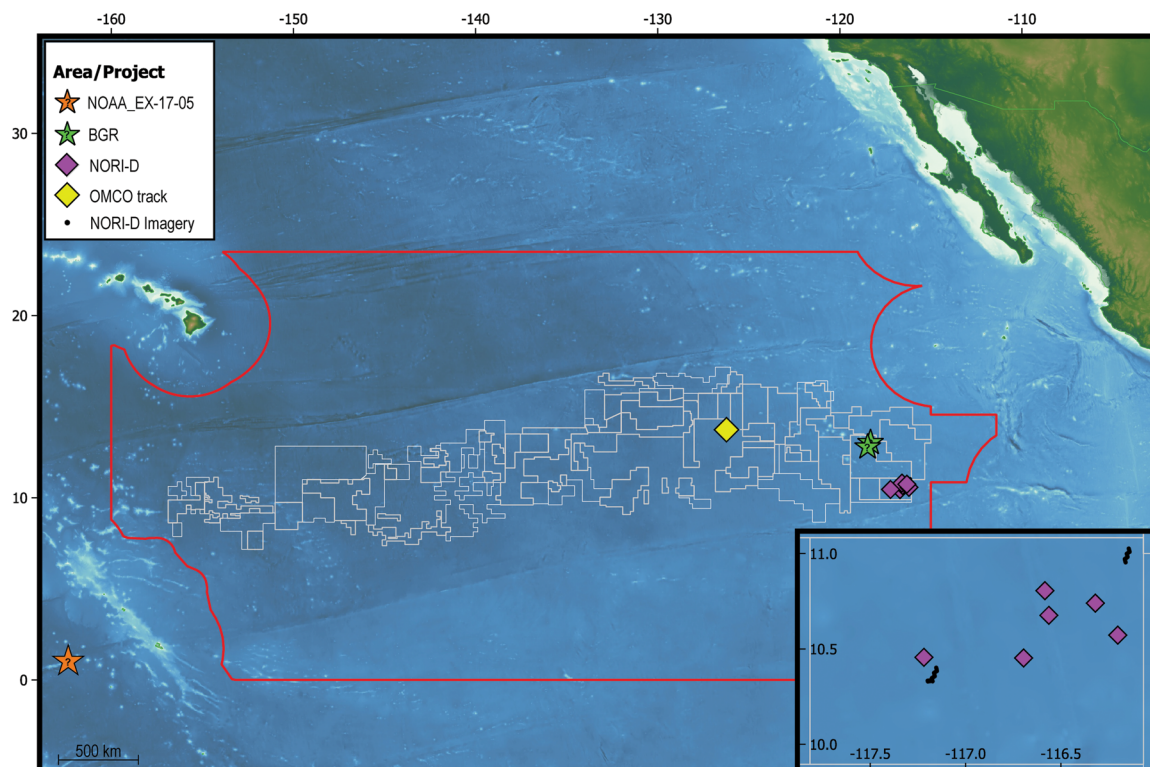 -160 -150 -140 -130 -120 -110
Area/Project
? NOAA_EX-17-05
? BGR
NORI-D
OMCO track
NORI-D Imagery
30
20
10
0
?
?
500 km
11.0
10.5
10.0
-117.5 -117.0 -116.5